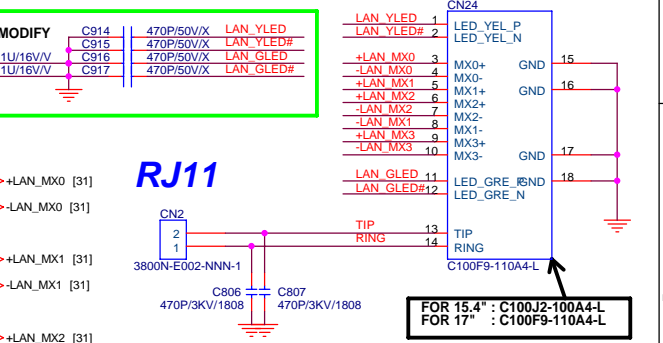 MODIFY
C914 470P/50V/X LAN_YLED
C915 470P/50V/X LAN_YLED#
1U/16V/V C916 470P/50V/X LAN_GLED
1U/16V/V C917 470P/50V/X LAN_GLED#
CN24
LAN_YLED 1 LED_YEL_P
LAN_YLED# 2 LED_YEL_N
+LAN_MX0 3 MX0+ GND 15
-LAN_MX0 4 MX0-
+LAN_MX1 5 MX1+ GND 16
+LAN_MX2 6 MX2+
-LAN_MX2 7 MX2-
-LAN_MX1 8 MX1-
+LAN_MX3 9 MX3+
-LAN_MX3 10 MX3- GND 17
LAN_GLED 11 LED_GRE_P GND 18
LAN_GLED# 12 LED_GRE_N
TIP 13 TIP
RING 14 RING
C100F9-110A4-L
+LAN_MX0 [31]
-LAN_MX0 [31]
+LAN_MX1 [31]
-LAN_MX1 [31]
+LAN_MX2 [31]
RJ11
CN2
2
1
3800N-E002-NNN-1
C806 C807
470P/3KV/1808 470P/3KV/1808
FOR 15.4" : C100J2-100A4-L
FOR 17" : C100F9-110A4-L